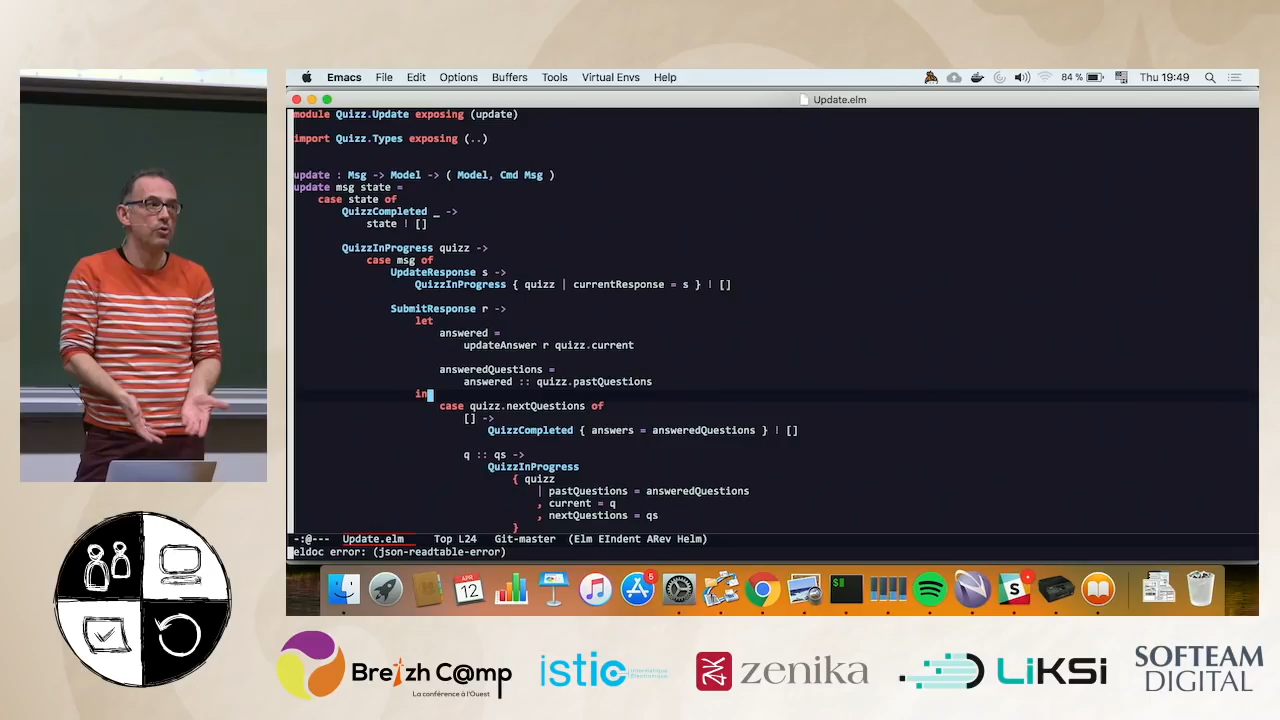 Emacs File Edit Options Buffers Tools Virtual Envs Help 84 % Thu 19:49
Update.elm
module Quizz.Update exposing (update)
import Quizz.Types exposing (..)
update : Msg -> Model -> ( Model, Cmd Msg )
update msg state =
case state of
QuizzCompleted _ ->
state ! []
QuizzInProgress quizz ->
case msg of
UpdateResponse s ->
QuizzInProgress { quizz | currentResponse = s } ! []
SubmitResponse r ->
let
answered =
updateAnswer r quizz.current
answeredQuestions =
answered :: quizz.pastQuestions
in
case quizz.nextQuestions of
[] ->
QuizzCompleted { answers = answeredQuestions } ! []
q :: qs ->
QuizzInProgress
{ quizz
| pastQuestions = answeredQuestions
, current = q
, nextQuestions = qs
}
-:@--- Update.elm Top L24 Git-master (Elm EIndent ARev Helm)
eldoc error: (json-readtable-error)
APR
12
5
$
S
Breizh C@mp
La conférence à l'Ouest
istic
informatique
électronique
zenika
LiKSi
SOFTEAM
DIGITAL